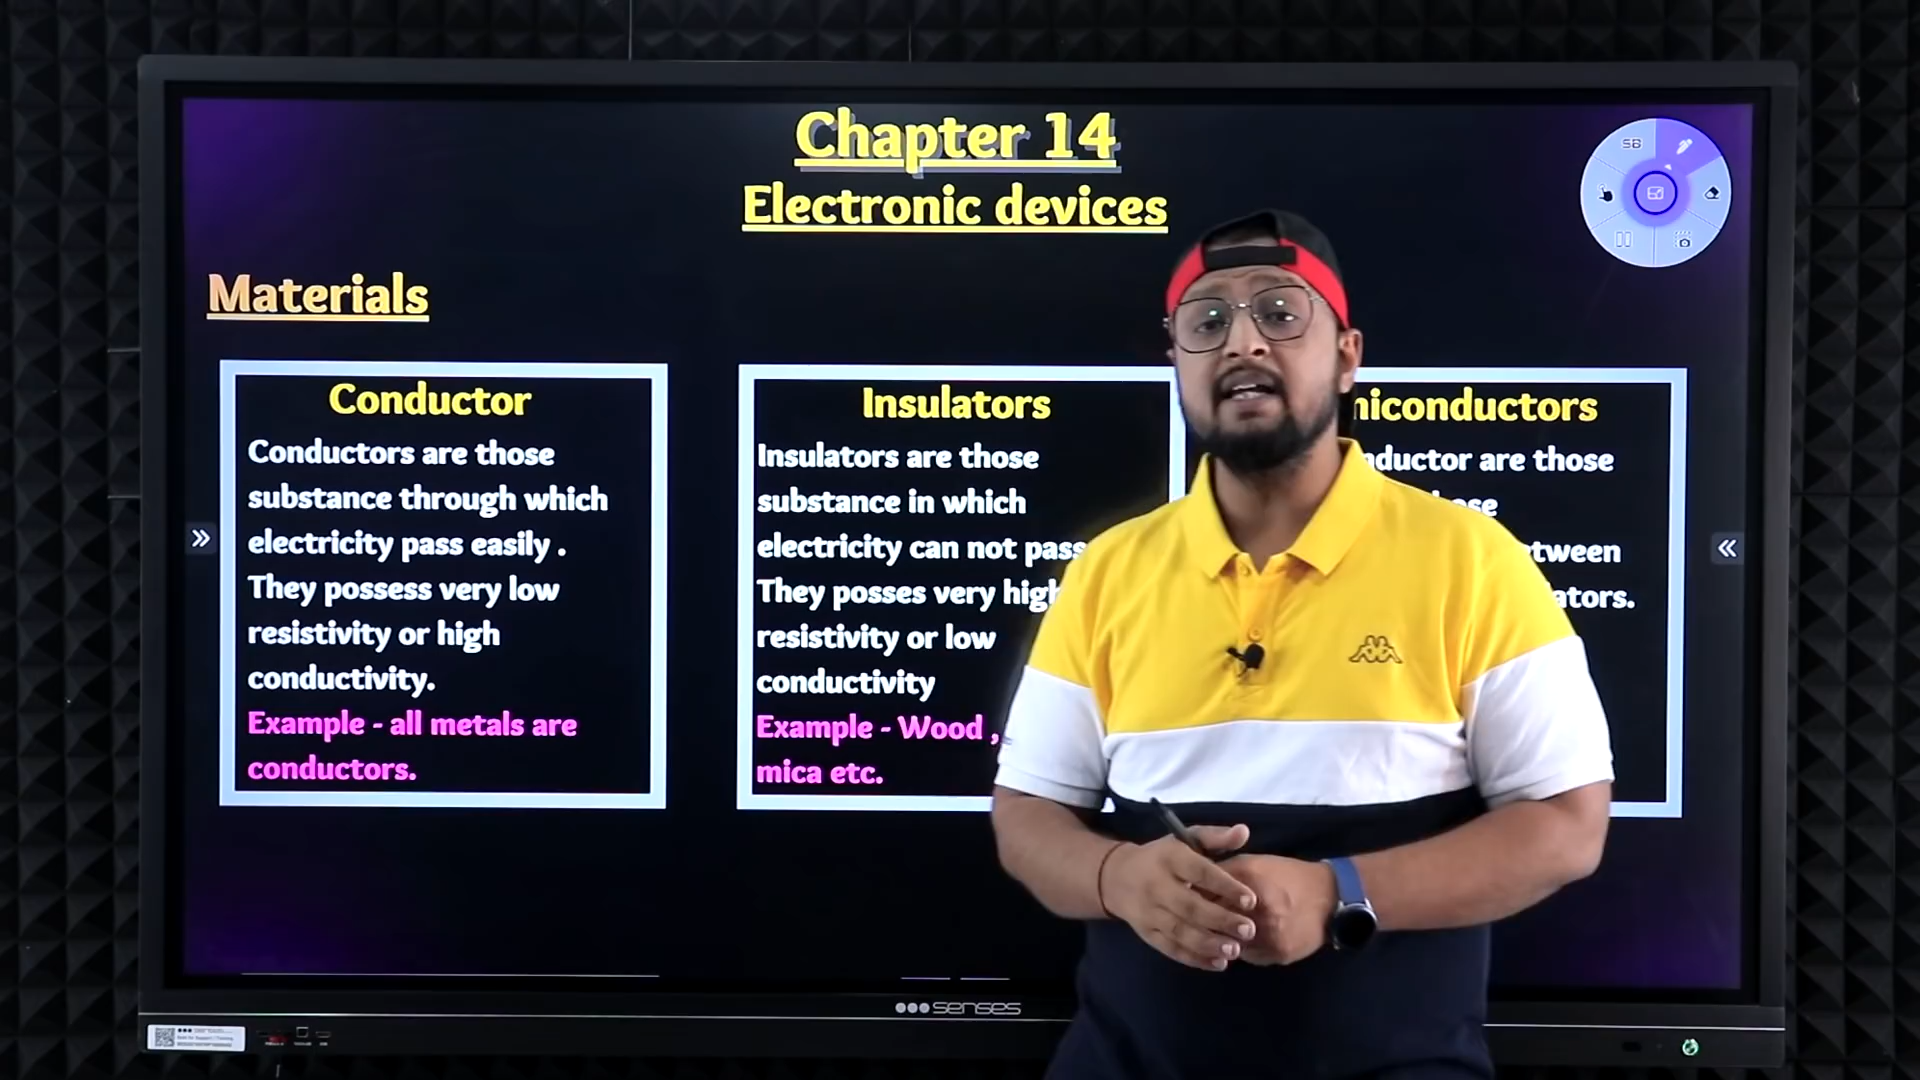 Chapter 14
Electronic devices
SB
Materials
Conductor
Conductors are those
substance through which
electricity pass easily .
They possess very low
resistivity or high
conductivity.
Example - all metals are
conductors.
Insulators
Insulators are those
substance in which
electricity can not pass
They posses very high
resistivity or low
conductivity
Example - Wood ,
mica etc.
niconductors
ductor are those
ose
tween
ators.
senses